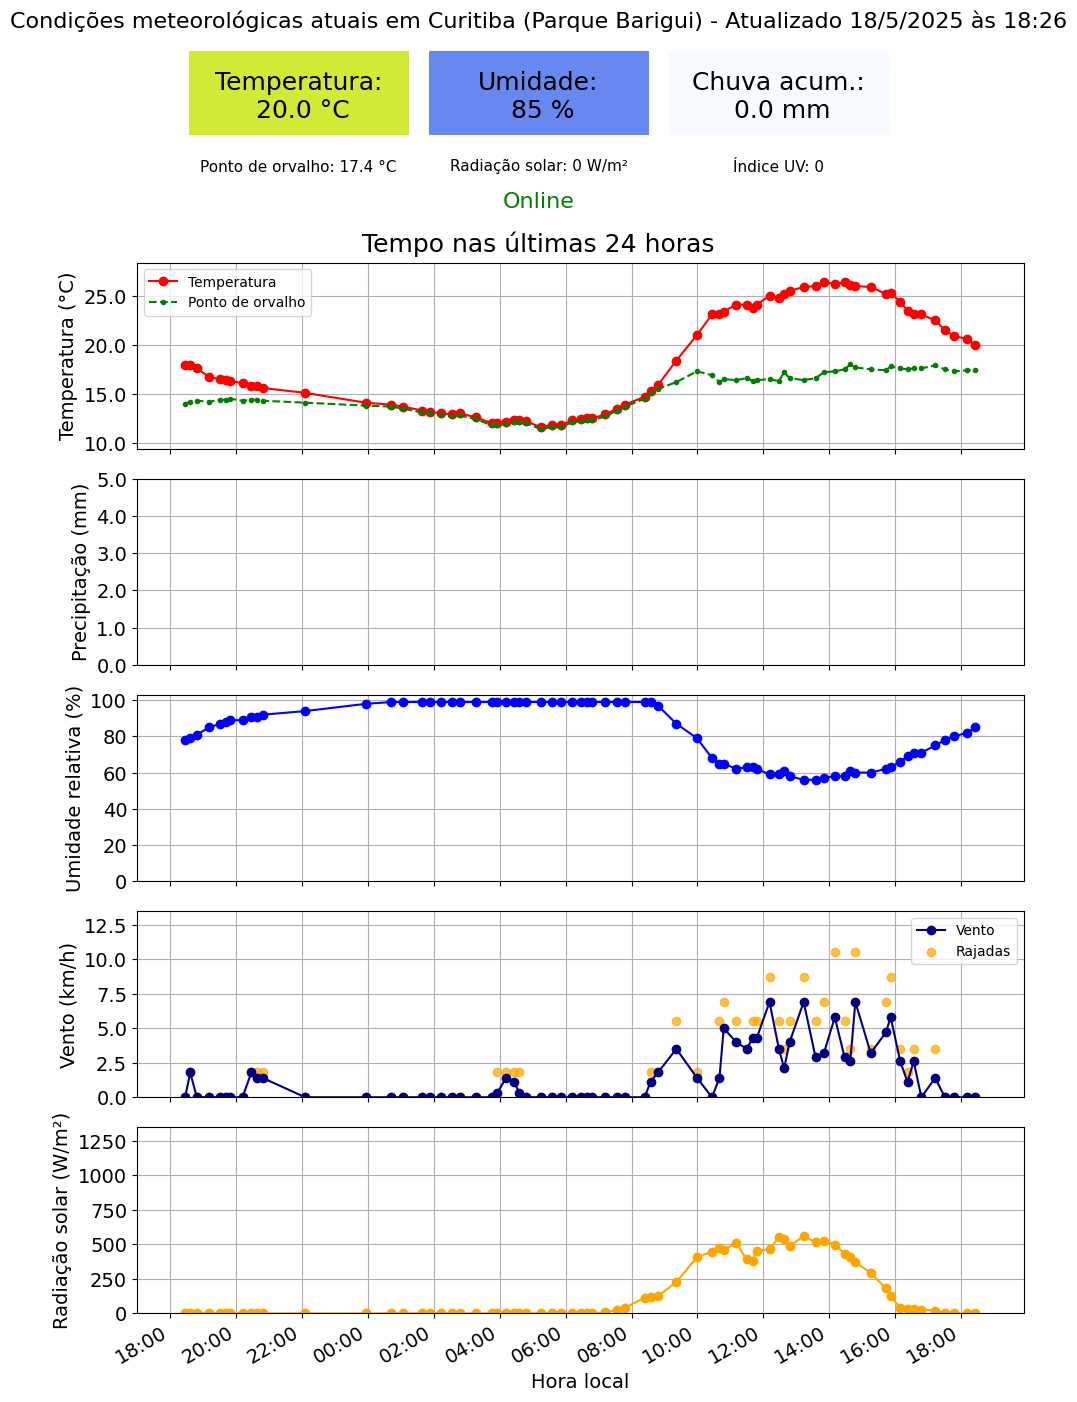 Condições meteorológicas atuais em Curitiba (Parque Barigui) - Atualizado 18/5/2025 às 18:26
Temperatura:
20.0 °C
Umidade:
85 %
Chuva acum.:
0.0 mm
Ponto de orvalho: 17.4 °C
Radiação solar: 0 W/m²
Índice UV: 0
Online
Tempo nas últimas 24 horas
Temperatura (°C)
25.0
20.0
15.0
10.0
Temperatura
Ponto de orvalho
Precipitação (mm)
5.0
4.0
3.0
2.0
1.0
0.0
Umidade relativa (%)
100
80
60
40
20
0
Vento (km/h)
12.5
10.0
7.5
5.0
2.5
0.0
Vento
Rajadas
Radiação solar (W/m²)
1250
1000
750
500
250
0
18:00
20:00
22:00
00:00
02:00
04:00
06:00
08:00
10:00
12:00
14:00
16:00
18:00
Hora local